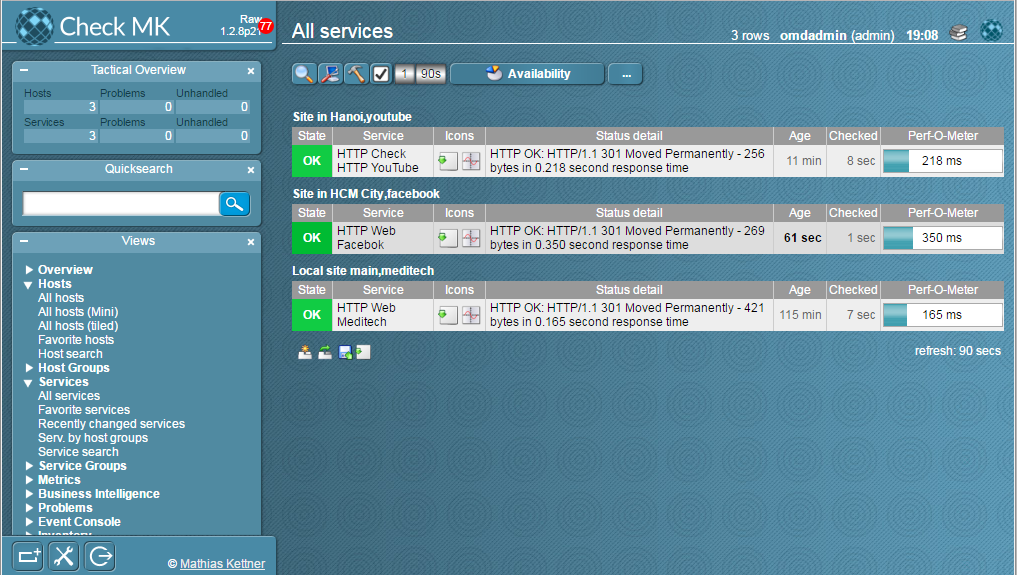 Check MK
Raw
1.2.8p2
77
Tactical Overview
Hosts Problems Unhandled
3 0 0
Services Problems Unhandled
3 0 0
Quicksearch
Views
Overview
Hosts
All hosts
All hosts (Mini)
All hosts (tiled)
Favorite hosts
Host search
Host Groups
Services
All services
Favorite services
Recently changed services
Serv. by host groups
Service search
Service Groups
Metrics
Business Intelligence
Problems
Event Console
Inventory
© Mathias Kettner
All services
3 rows omdadmin (admin) 19:08
1 90s Availability ...
Site in Hanoi,youtube
State Service Icons Status detail Age Checked Perf-O-Meter
OK HTTP Check HTTP OK: HTTP/1.1 301 Moved Permanently - 256 11 min 8 sec 218 ms
HTTP YouTube bytes in 0.218 second response time
Site in HCM City,facebook
State Service Icons Status detail Age Checked Perf-O-Meter
OK HTTP Web HTTP OK: HTTP/1.1 301 Moved Permanently - 269 61 sec 1 sec 350 ms
Facebok bytes in 0.350 second response time
Local site main,meditech
State Service Icons Status detail Age Checked Perf-O-Meter
OK HTTP Web HTTP OK: HTTP/1.1 301 Moved Permanently - 421 115 min 7 sec 165 ms
Meditech bytes in 0.165 second response time
refresh: 90 secs